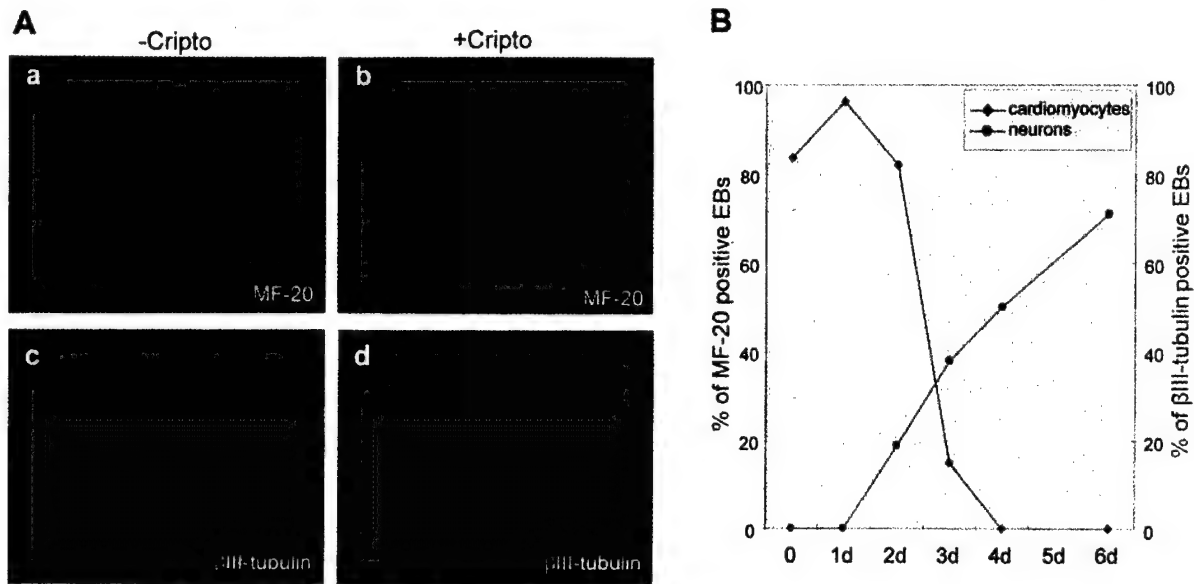 A
-Cripto
+Cripto
a
MF-20
b
MF-20
c
βIII-tubulin
d
βIII-tubulin
B
% of MF-20 positive EBs
100
80
60
40
20
0
cardiomyocytes
neurons
100
80
60
40
20
0
% of βIII-tubulin positive EBs
0 1d 2d 3d 4d 5d 6d